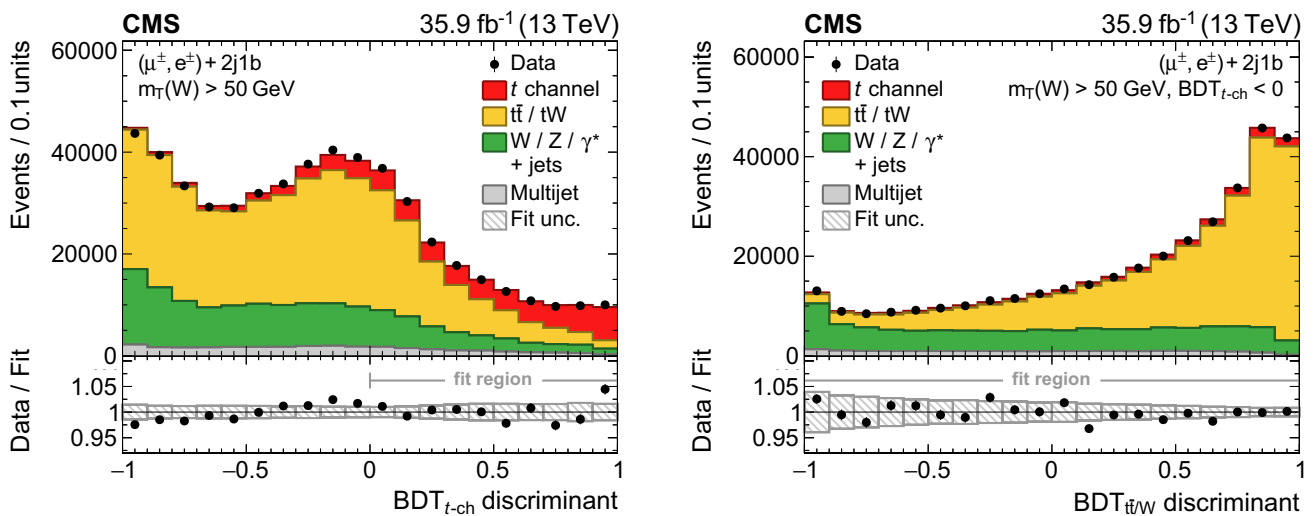 CMS 35.9 fb⁻¹ (13 TeV)
60000
40000
20000
0
Events / 0.1 units
(μ±, e±) + 2j1b
mT(W) > 50 GeV
Data
t channel
tt̄ / tW
W / Z / γ*
+ jets
Multijet
Fit unc.
Data / Fit
1.05
1
0.95
fit region
−1 −0.5 0 0.5 1
BDTt-ch discriminant
CMS 35.9 fb⁻¹ (13 TeV)
60000
40000
20000
0
Events / 0.1 units
(μ±, e±) + 2j1b
mT(W) > 50 GeV, BDTt-ch < 0
Data
t channel
tt̄ / tW
W / Z / γ*
+ jets
Multijet
Fit unc.
Data / Fit
1.05
1
0.95
fit region
−1 −0.5 0 0.5 1
BDTtt̄/W discriminant